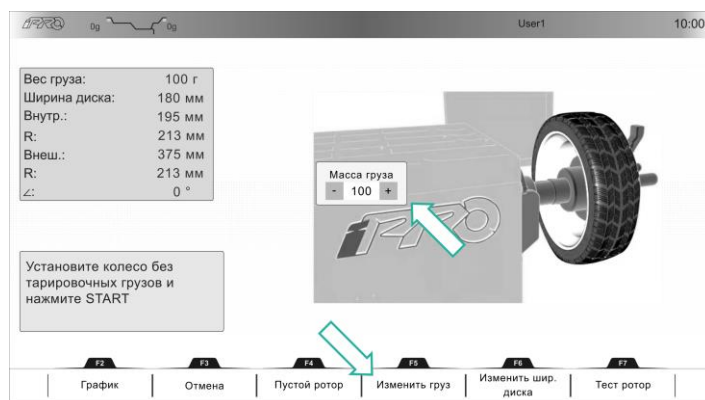 iPRO 0g 0g User1 10:00
Вес груза: 100 г
Ширина диска: 180 мм
Внутр.: 195 мм
R: 213 мм
Внеш.: 375 мм
R: 213 мм
∠: 0 °
Масса груза
- 100 +
iPRO
Установите колесо без
тарировочных грузов и
нажмите START
F2 F3 F4 F5 F6 F7
График Отмена Пустой ротор Изменить груз Изменить шир. диска Тест ротор